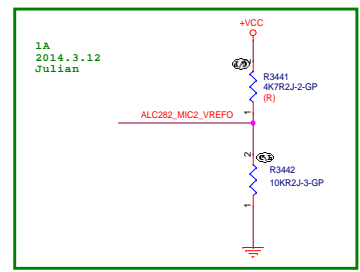 +VCC
1A
2014.3.12
Julian
R3441
4K7R2J-2-GP
(R)
1
ALC282_MIC2_VREFO
2
R3442
10KR2J-3-GP
1